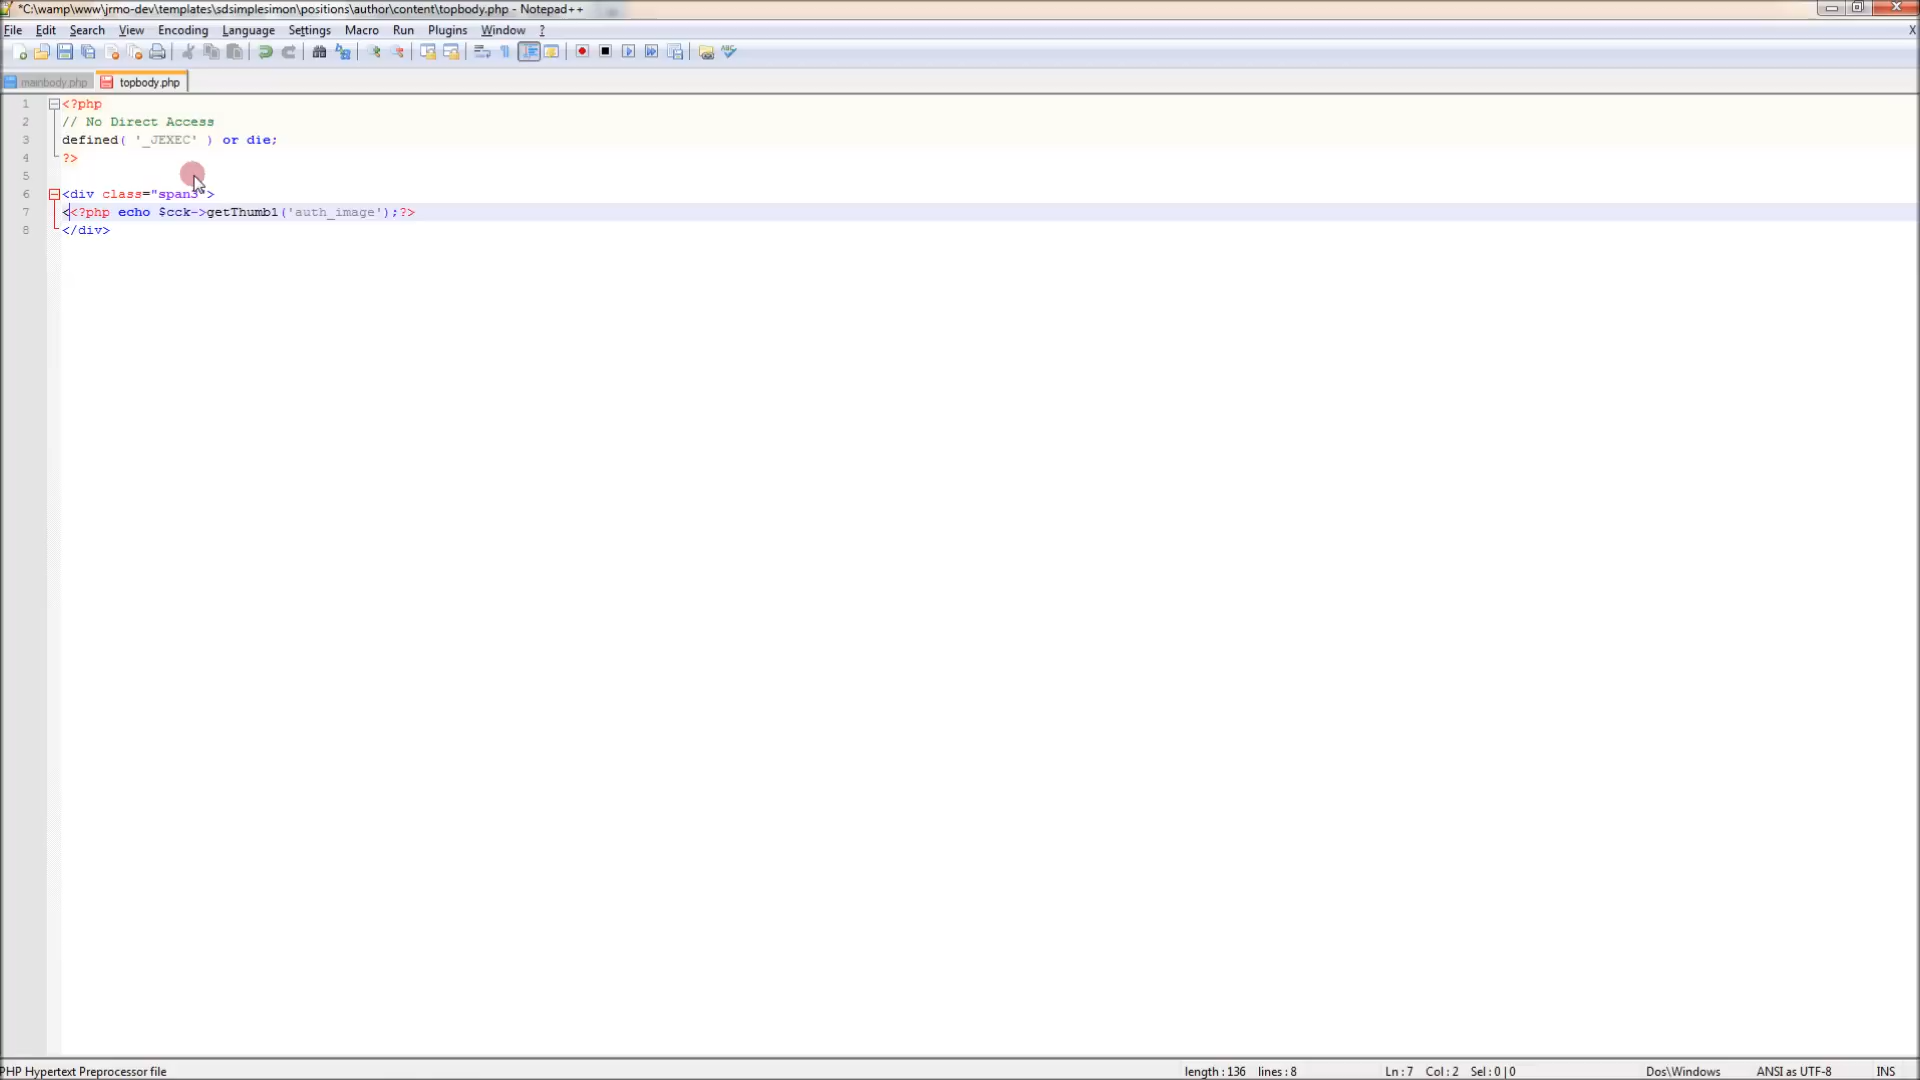 *C:\wamp\www\jrmo-dev\templates\sdsimplesimon\positions\author\content\topbody.php - Notepad++
File Edit Search View Encoding Language Settings Macro Run Plugins Window ? X
mainbody.php topbody.php
1 <?php
2 // No Direct Access
3 defined( '_JEXEC' ) or die;
4 ?>
5
6 <div class="span3">
7 <<?php echo $cck->getThumb1('auth_image');?>
8 </div>
PHP Hypertext Preprocessor file length : 136 lines : 8 Ln : 7 Col : 2 Sel : 0 | 0 Dos\Windows ANSI as UTF-8 INS